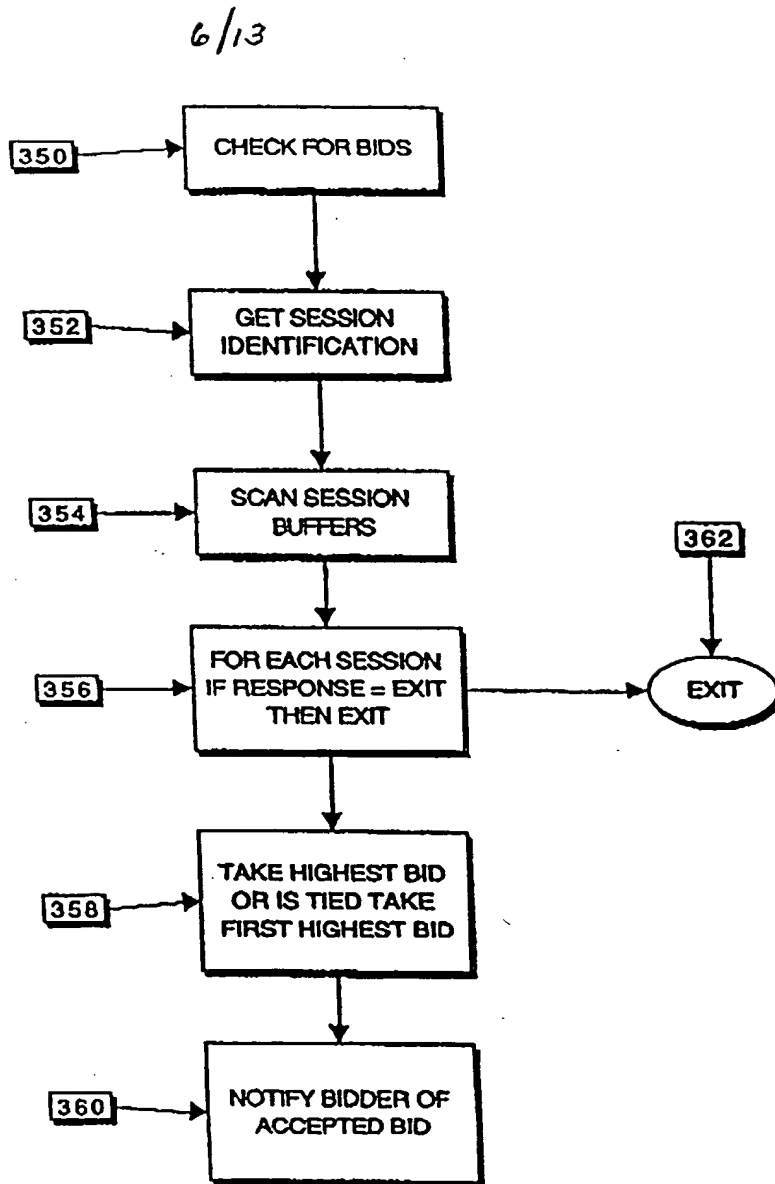 6/13
350
CHECK FOR BIDS
352
GET SESSION
IDENTIFICATION
354
SCAN SESSION
BUFFERS
362
356
FOR EACH SESSION
IF RESPONSE = EXIT
THEN EXIT
EXIT
358
TAKE HIGHEST BID
OR IS TIED TAKE
FIRST HIGHEST BID
360
NOTIFY BIDDER OF
ACCEPTED BID